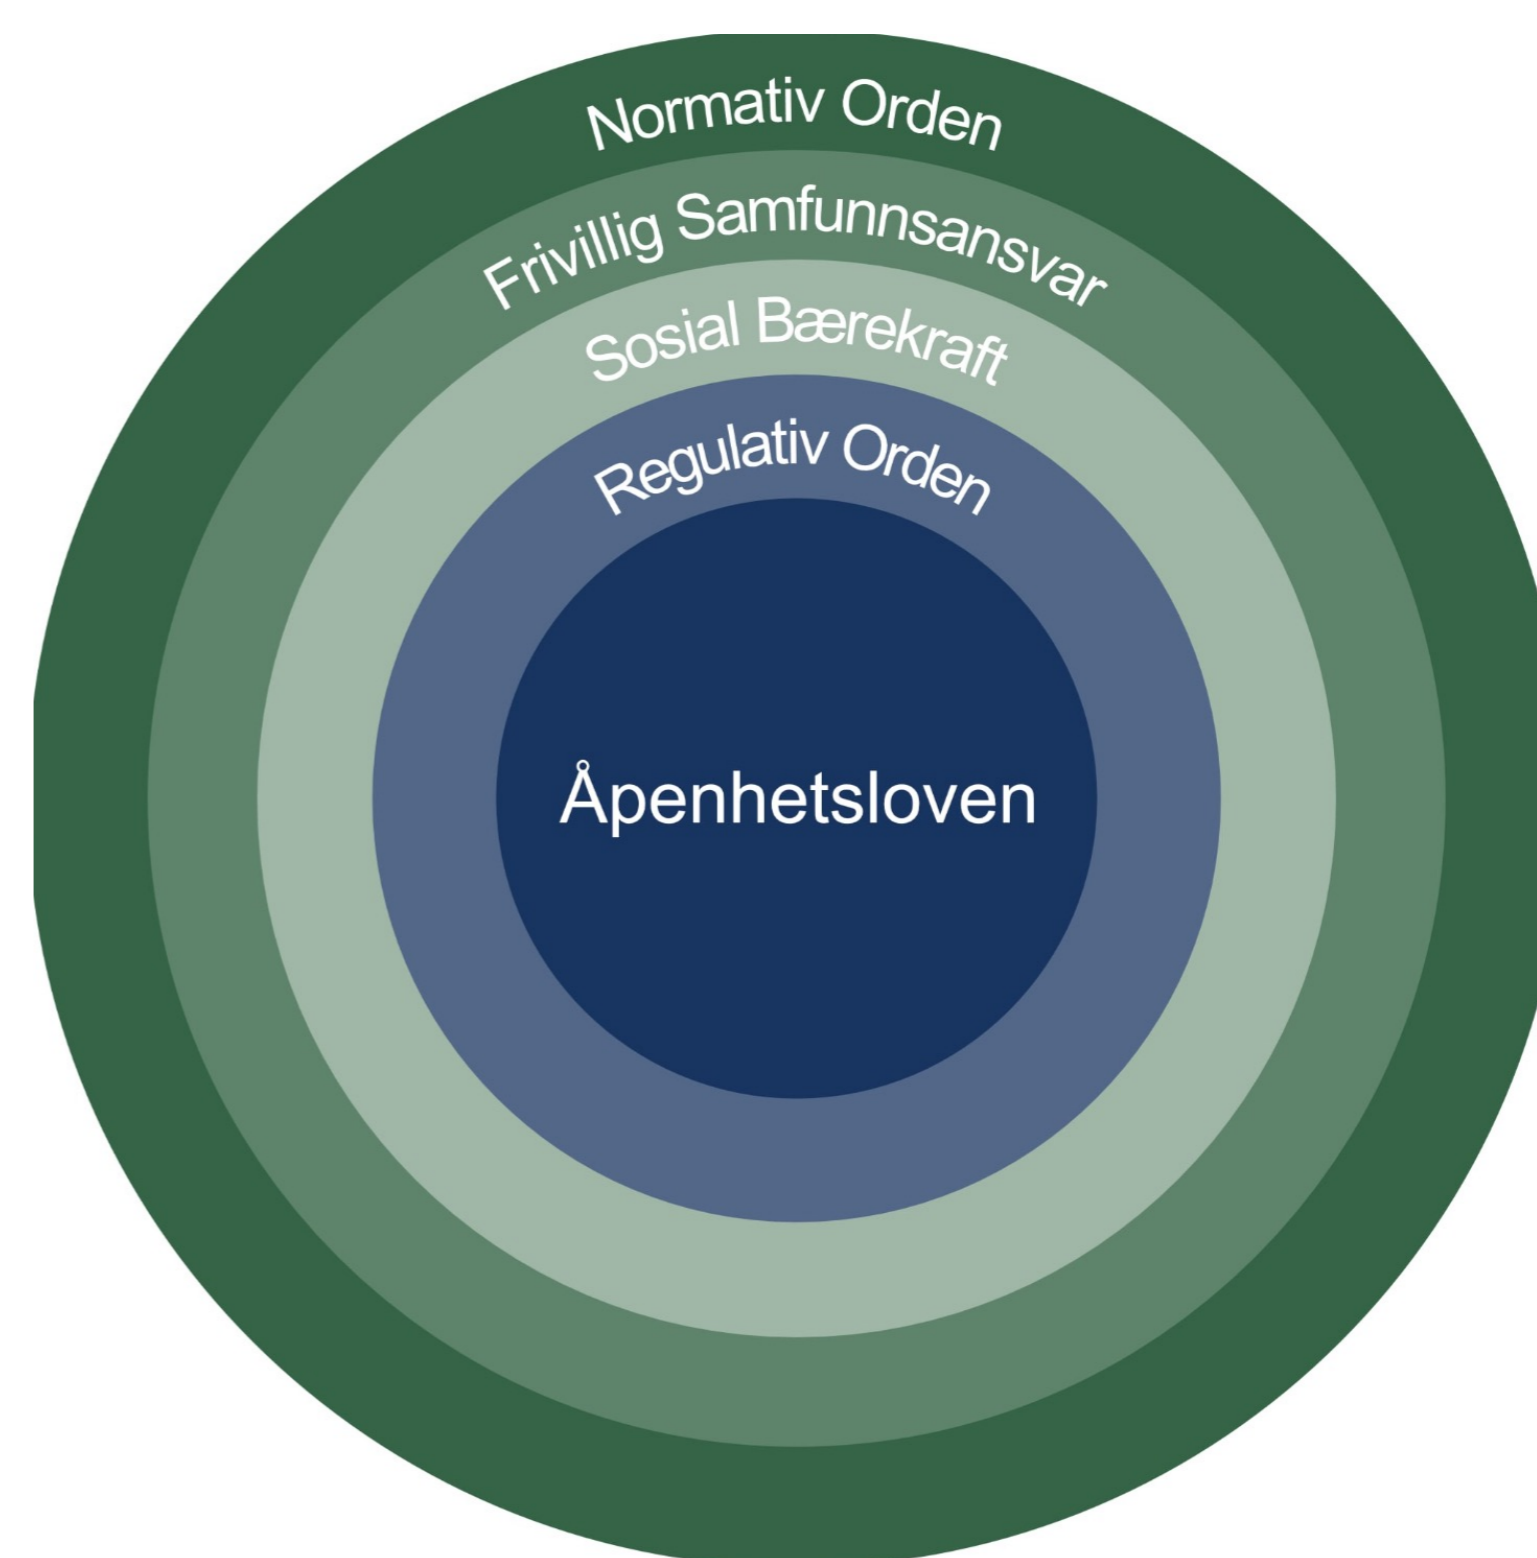 Normativ Orden
Frivillig Samfunnsansvar
Sosial Bærekraft
Regulativ Orden
Åpenhetsloven